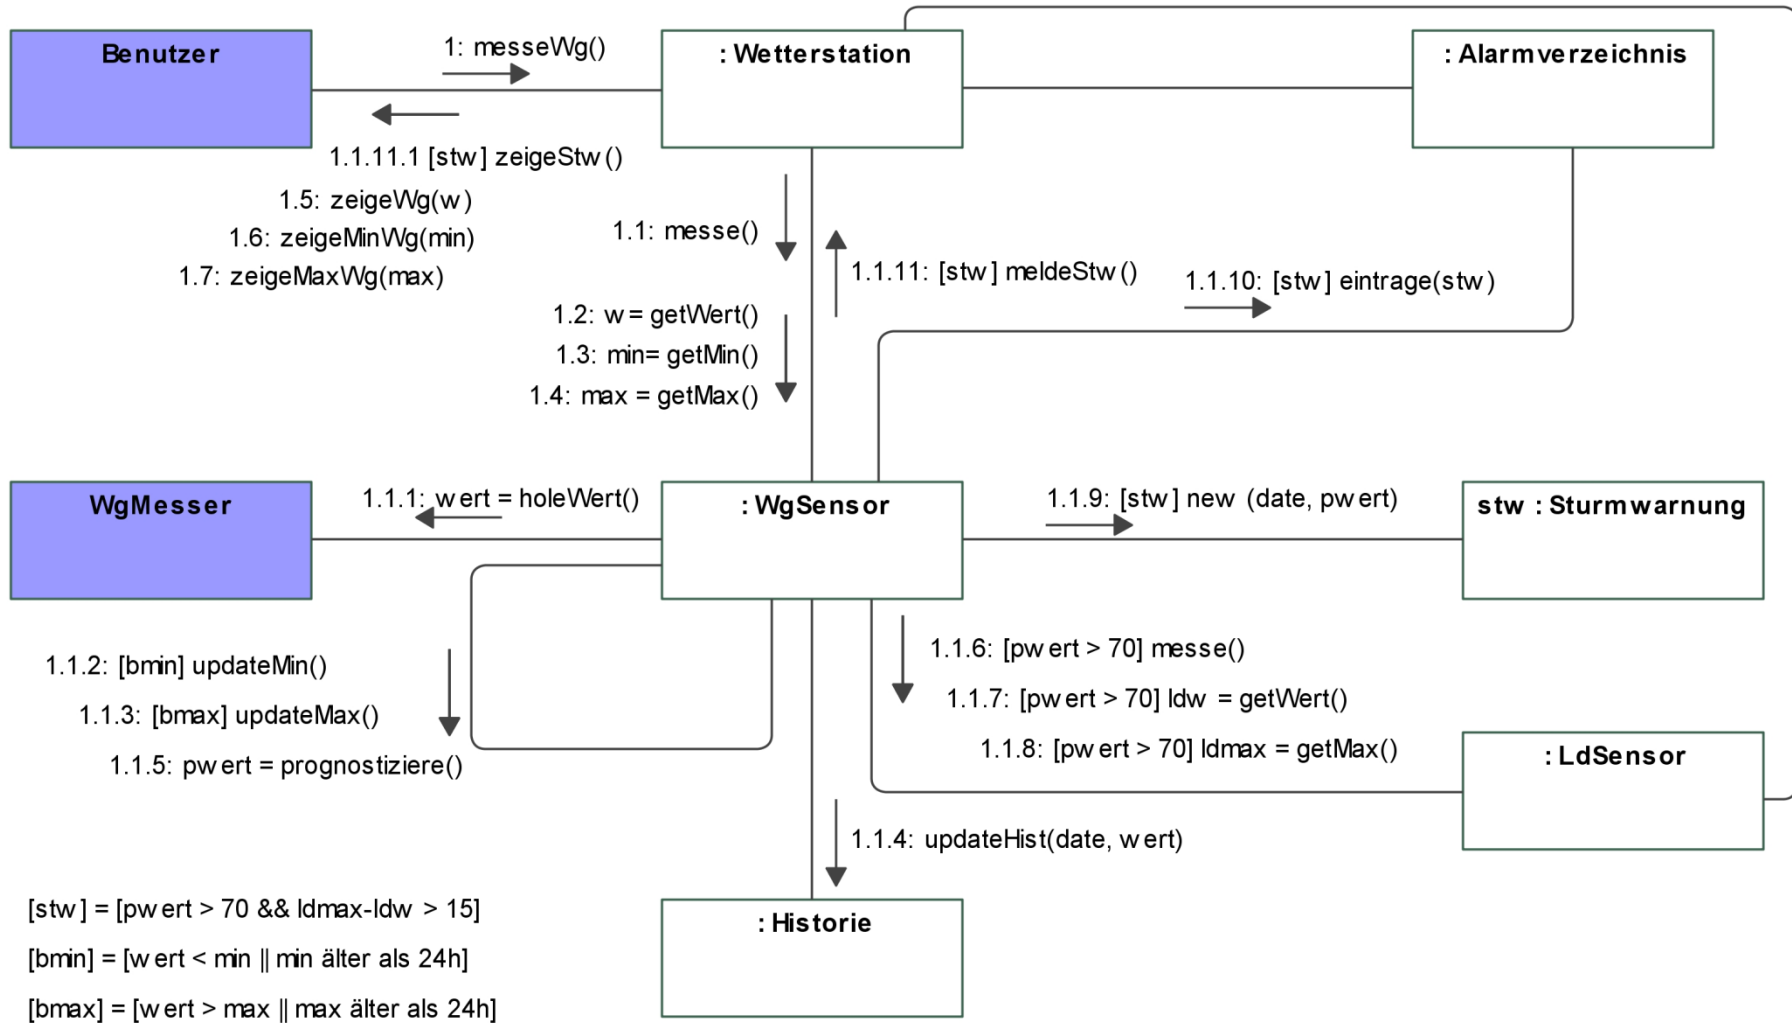 Benutzer
1: messeWg()
: Wetterstation
: Alarmverzeichnis
1.1.11.1 [stw] zeigeStw()
1.5: zeigeWg(w)
1.6: zeigeMinWg(min)
1.7: zeigeMaxWg(max)
1.1: messe()
1.1.11: [stw] meldeStw()
1.1.10: [stw] eintrage(stw)
1.2: w = getWert()
1.3: min= getMin()
1.4: max = getMax()
WgMesser
1.1.1: wert = holeWert()
: WgSensor
1.1.9: [stw] new (date, pwert)
stw : Sturmwarnung
1.1.2: [bmin] updateMin()
1.1.3: [bmax] updateMax()
1.1.5: pwert = prognostiziere()
1.1.6: [pwert > 70] messe()
1.1.7: [pwert > 70] ldw = getWert()
1.1.8: [pwert > 70] ldmax = getMax()
: LdSensor
1.1.4: updateHist(date, wert)
: Historie
[stw] = [pwert > 70 && ldmax-ldw > 15]
[bmin] = [wert < min || min älter als 24h]
[bmax] = [wert > max || max älter als 24h]